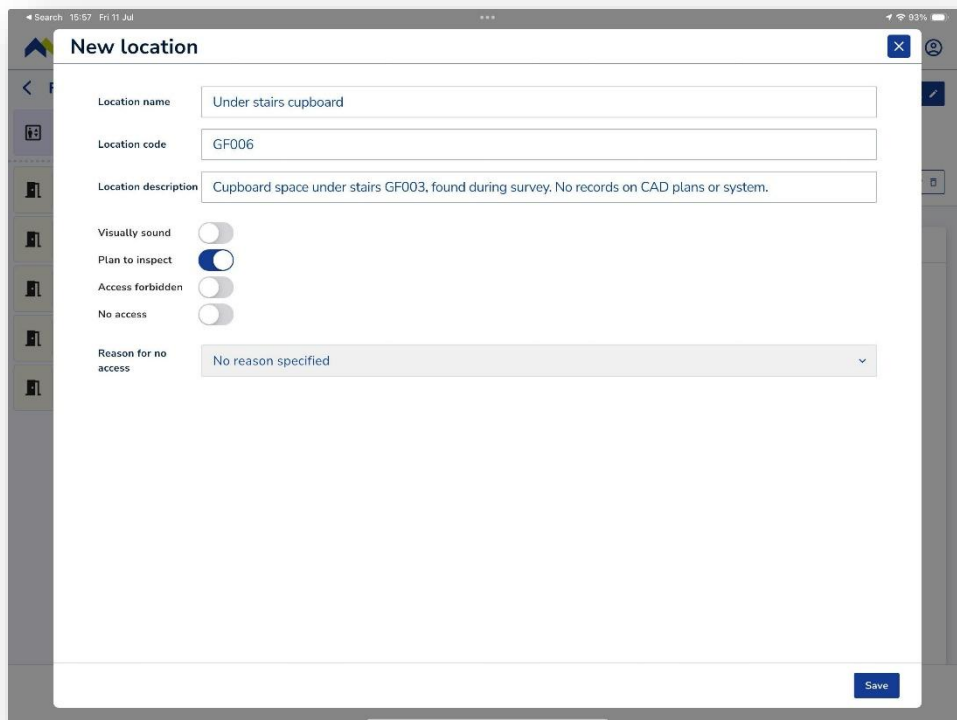 Search 15:57 Fri 11 Jul
93%
New location
Location name Under stairs cupboard
Location code GF006
Location description Cupboard space under stairs GF003, found during survey. No records on CAD plans or system.
Visually sound
Plan to inspect
Access forbidden
No access
Reason for no
access
No reason specified
Save